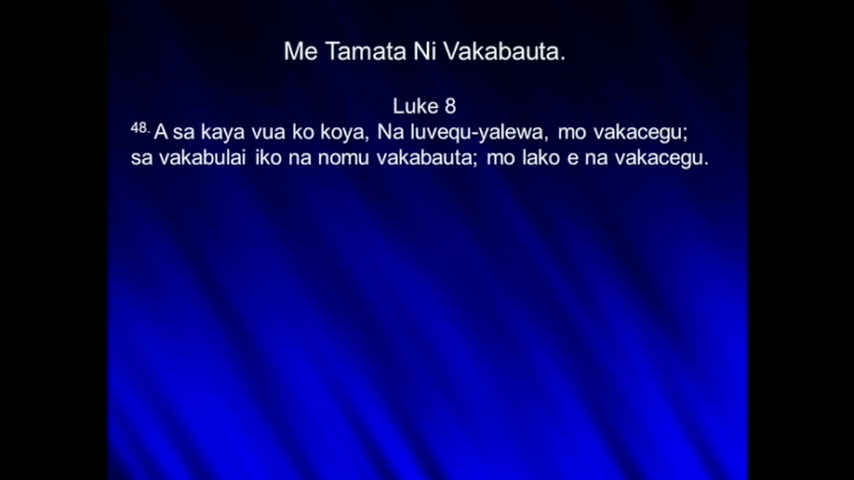 Me Tamata Ni Vakabauta.
Luke 8
48. A sa kaya vua ko koya, Na luvequ-yalewa, mo vakacegu;
sa vakabulai iko na nomu vakabauta; mo lako e na vakacegu.